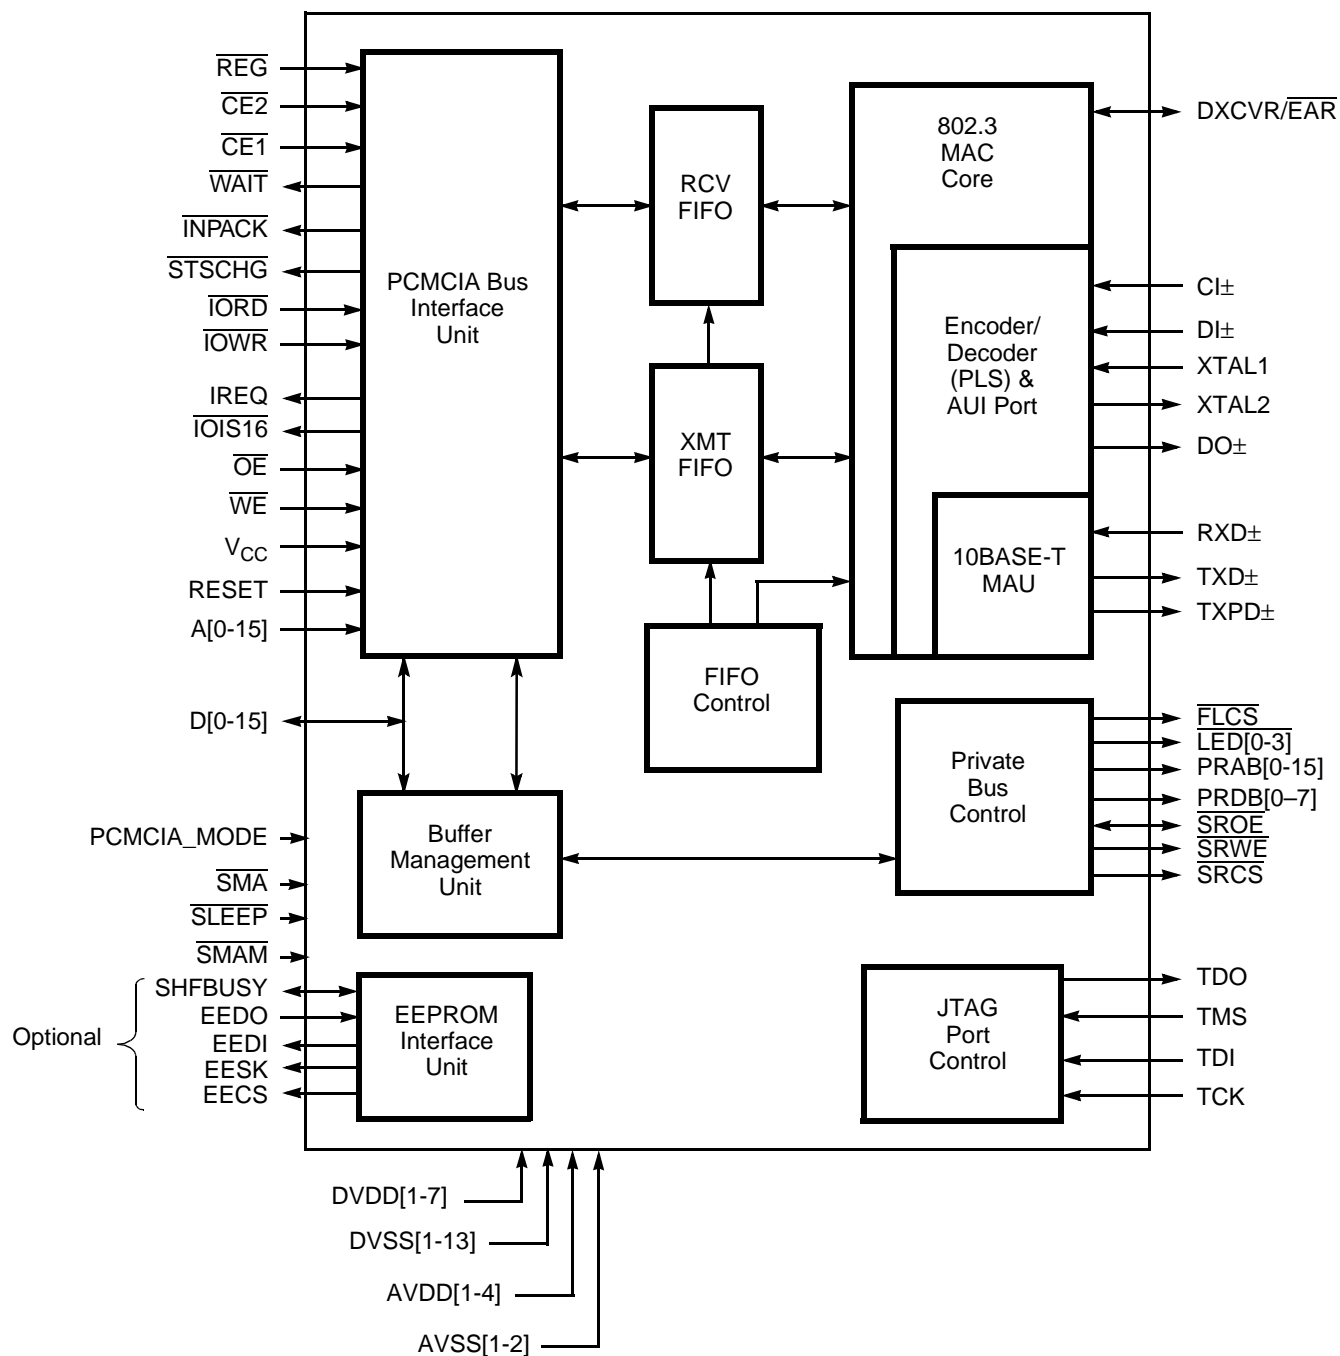 REG
CE2
CE1
WAIT
INPACK
STSCHG
IORD
IOWR
IREQ
IOIS16
OE
WE
VCC
RESET
A[0-15]
D[0-15]
PCMCIA_MODE
SMA
SLEEP
SMAM
SHFBUSY
EEDO
EEDI
EESK
EECS
Optional
PCMCIA Bus
Interface
Unit
Buffer
Management
Unit
EEPROM
Interface
Unit
RCV
FIFO
XMT
FIFO
FIFO
Control
802.3
MAC
Core
Encoder/
Decoder
(PLS) &
AUI Port
10BASE-T
MAU
Private
Bus
Control
JTAG
Port
Control
DXCVR/EAR
CI±
DI±
XTAL1
XTAL2
DO±
RXD±
TXD±
TXPD±
FLCS
LED[0-3]
PRAB[0-15]
PRDB[0–7]
SROE
SRWE
SRCS
TDO
TMS
TDI
TCK
DVDD[1-7]
DVSS[1-13]
AVDD[1-4]
AVSS[1-2]